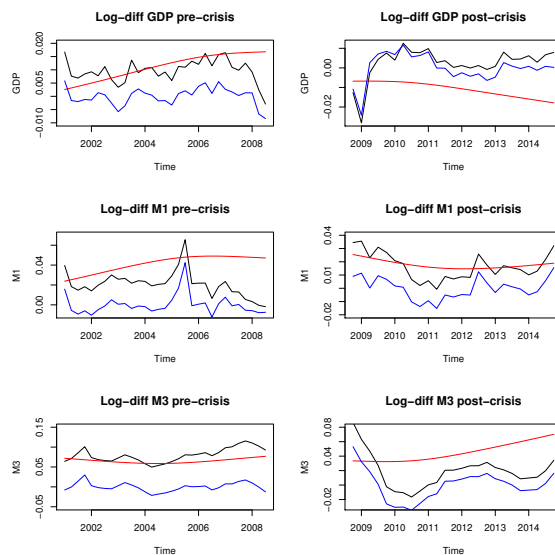 Log−diff GDP pre−crisis
Log−diff GDP post−crisis
GDP
−0.010 0.005 0.020
2002 2004 2006 2008
Time
GDP
−0.02 0.00
2009 2010 2011 2012 2013 2014
Time
Log−diff M1 pre−crisis
Log−diff M1 post−crisis
M1
0.00 0.04
2002 2004 2006 2008
Time
M1
−0.02 0.01 0.04
2009 2010 2011 2012 2013 2014
Time
Log−diff M3 pre−crisis
Log−diff M3 post−crisis
M3
−0.05 0.05 0.15
2002 2004 2006 2008
Time
M3
−0.02 0.04 0.08
2009 2010 2011 2012 2013 2014
Time